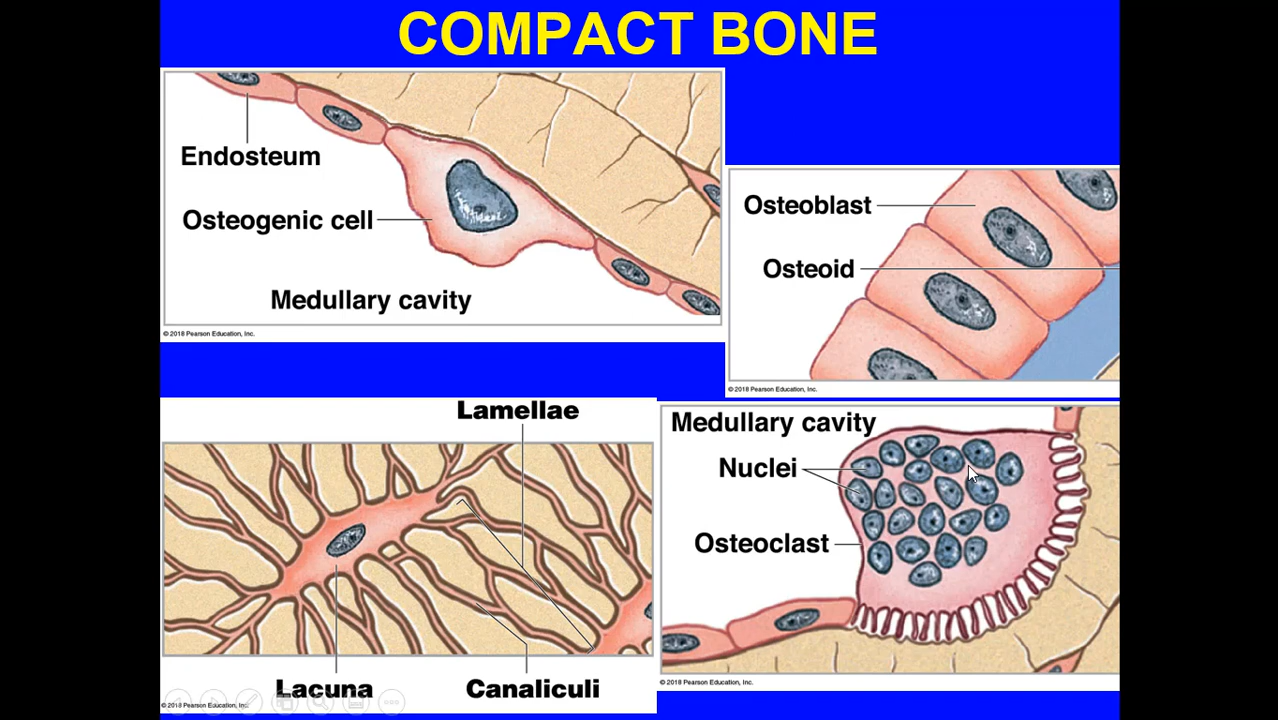 COMPACT BONE
Endosteum
Osteogenic cell
Medullary cavity
© 2018 Pearson Education, Inc.
Osteoblast
Osteoid
© 2018 Pearson Education, Inc.
Lamellae
Lacuna
Canaliculi
© 2018 Pearson Education, Inc.
Medullary cavity
Nuclei
Osteoclast
© 2018 Pearson Education, Inc.